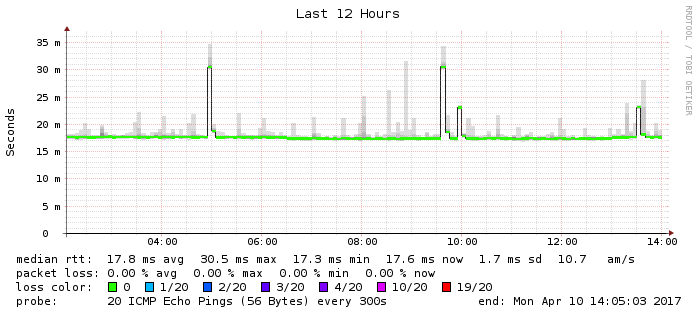 Last 12 Hours
RRDTOOL / TOBI OETIKER
Seconds
35 m
30 m
25 m
20 m
15 m
10 m
5 m
0
04:00 06:00 08:00 10:00 12:00 14:00
median rtt: 17.8 ms avg 30.5 ms max 17.3 ms min 17.6 ms now 1.7 ms sd 10.7 am/s
packet loss: 0.00 % avg 0.00 % max 0.00 % min 0.00 % now
loss color: 0 1/20 2/20 3/20 4/20 10/20 19/20
probe: 20 ICMP Echo Pings (56 Bytes) every 300s end: Mon Apr 10 14:05:03 2017